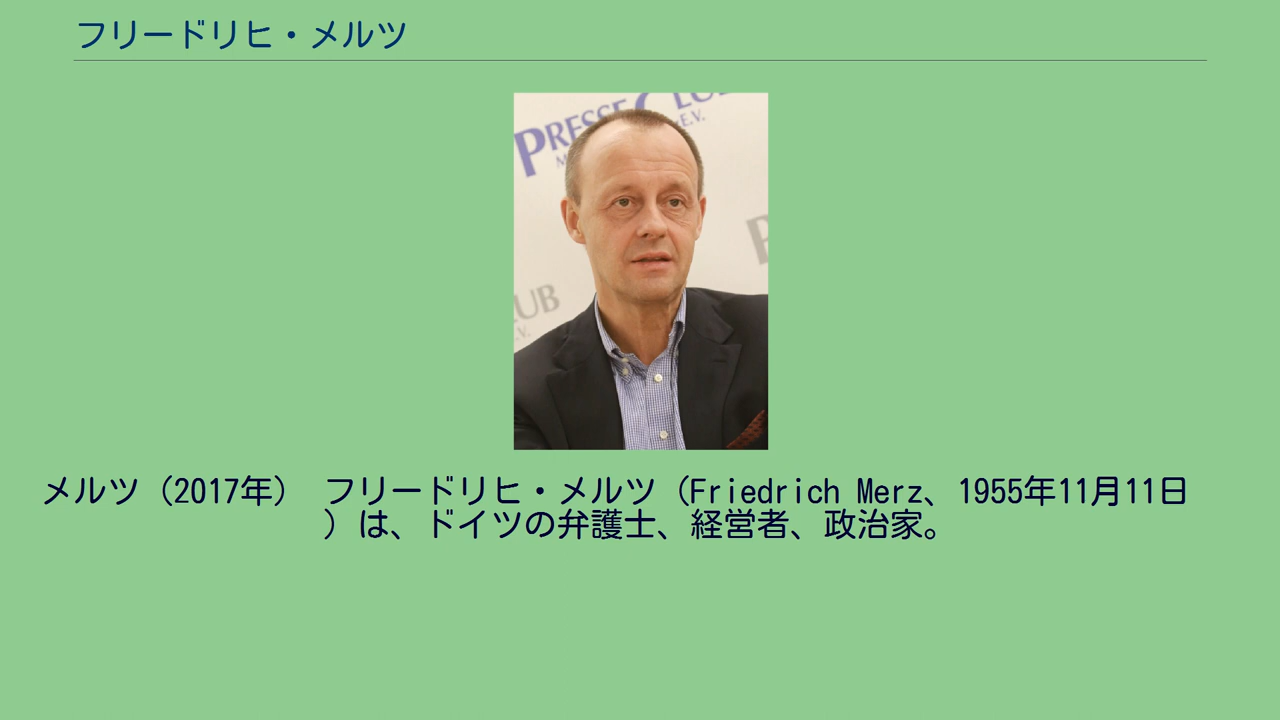 フリードリヒ・メルツ
PRESSECLUB
E.V.
CLUB
E.V.
メルツ（2017年） フリードリヒ・メルツ（Friedrich Merz、1955年11月11日
）は、ドイツの弁護士、経営者、政治家。